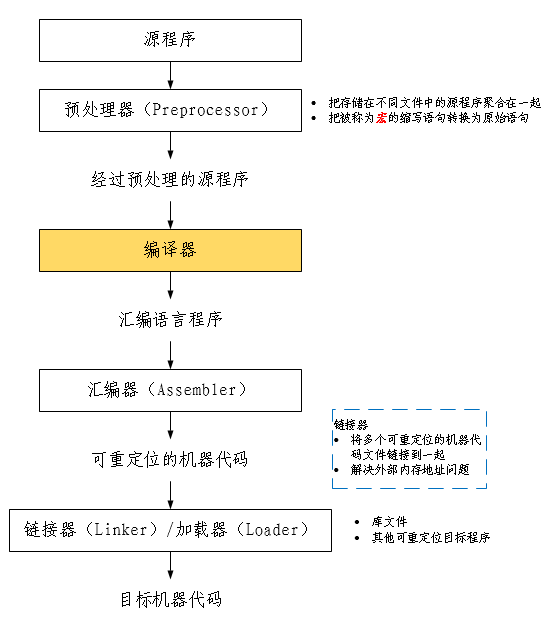 源程序
预处理器（Preprocessor）
• 把存储在不同文件中的源程序聚合在一起
• 把被称为宏的缩写语句转换为原始语句
经过预处理的源程序
编译器
汇编语言程序
汇编器（Assembler）
可重定位的机器代码
链接器
• 将多个可重定位的机器代
码文件链接到一起
• 解决外部内存地址问题
链接器（Linker）/加载器（Loader）
• 库文件
• 其他可重定位目标程序
目标机器代码